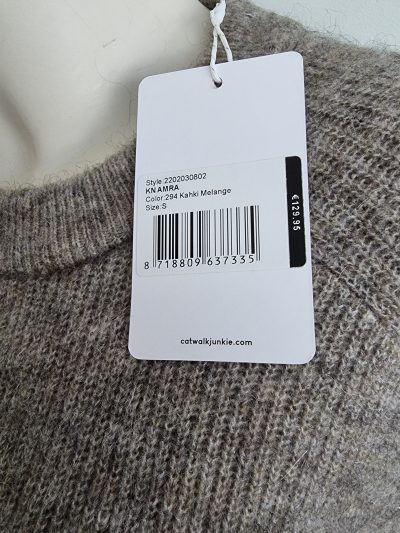 Style:2202030802
KN AMRA
Color:294 Kahki Melange
Size:S
€129.95
8 718809 637335
catwalkjunkie.com